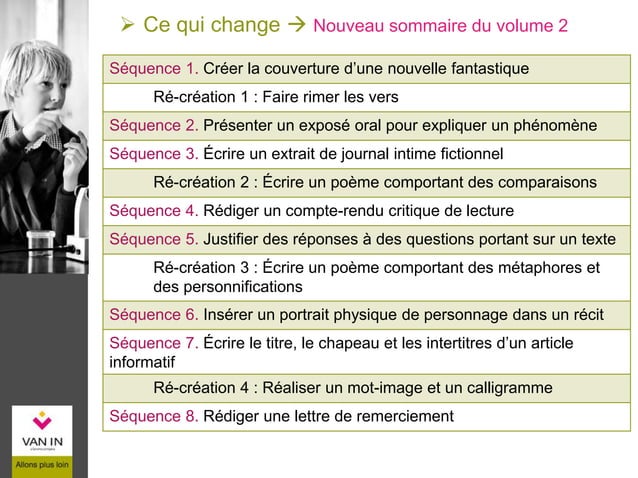 ➢ Ce qui change → Nouveau sommaire du volume 2
Séquence 1. Créer la couverture d’une nouvelle fantastique
Ré-création 1 : Faire rimer les vers
Séquence 2. Présenter un exposé oral pour expliquer un phénomène
Séquence 3. Écrire un extrait de journal intime fictionnel
Ré-création 2 : Écrire un poème comportant des comparaisons
Séquence 4. Rédiger un compte-rendu critique de lecture
Séquence 5. Justifier des réponses à des questions portant sur un texte
Ré-création 3 : Écrire un poème comportant des métaphores et
des personnifications
Séquence 6. Insérer un portrait physique de personnage dans un récit
Séquence 7. Écrire le titre, le chapeau et les intertitres d’un article
informatif
Ré-création 4 : Réaliser un mot-image et un calligramme
Séquence 8. Rédiger une lettre de remerciement
VAN IN
Allons plus loin